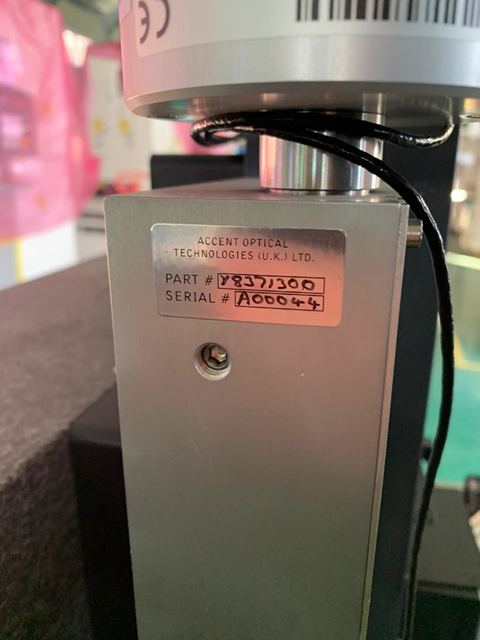 CE
ACCENT OPTICAL
TECHNOLOGIES (U.K.) LTD.
PART # Y8371300
SERIAL # A00044